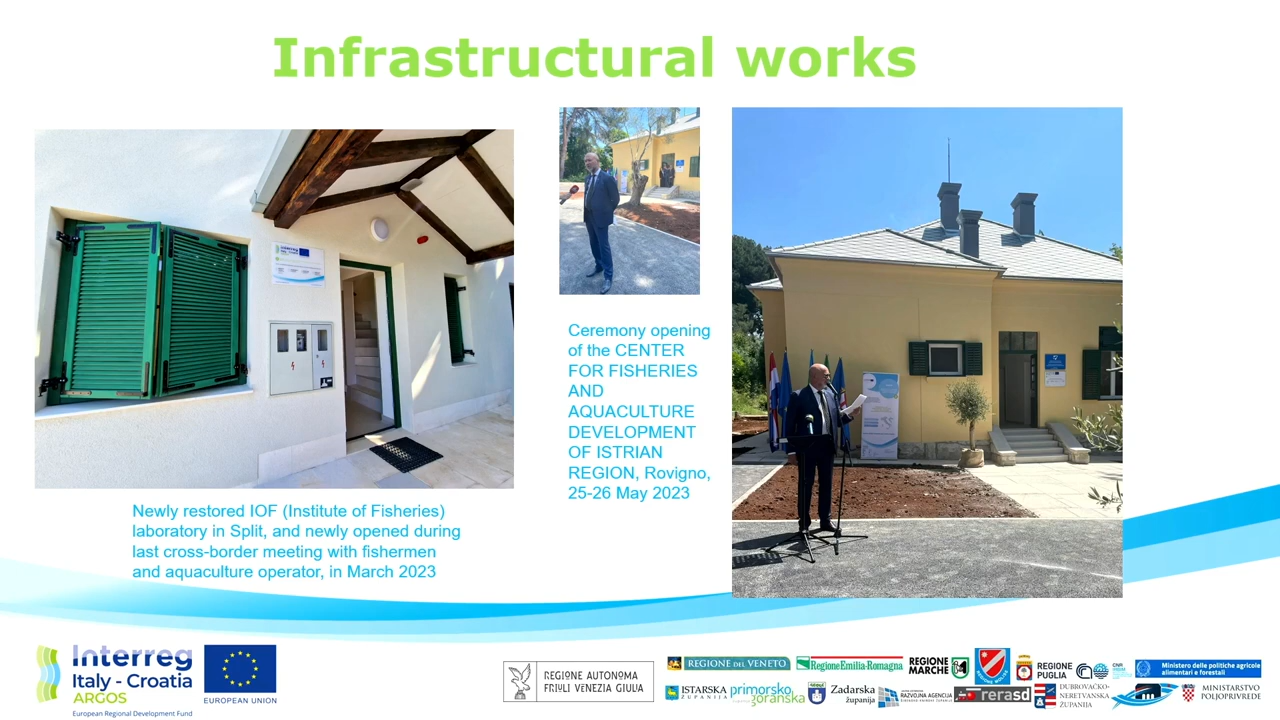 Infrastructural works
Ceremony opening
of the CENTER
FOR FISHERIES
AND
AQUACULTURE
DEVELOPMENT
OF ISTRIAN
REGION, Rovigno,
25-26 May 2023
Newly restored IOF (Institute of Fisheries)
laboratory in Split, and newly opened during
last cross-border meeting with fishermen
and aquaculture operator, in March 2023
Interreg
Italy - Croatia
ARGOS
European Regional Development Fund
EUROPEAN UNION
REGIONE AUTONOMA
FRIULI VENEZIA GIULIA
REGIONE DEL VENETO
RegioneEmilia-Romagna
REGIONE
MARCHE
REGIONE
PUGLIA
Ministero delle politiche agricole
alimentari e forestali
ISTARSKA
ŽUPANIJA
primorsko
goranska
Zadarska
županija
RAZVOJNA AGENCIJA
rerasd
DUBROVAČKO-
NERETVANSKA
ŽUPANIJA
MINISTARSTVO
POLJOPRIVREDE